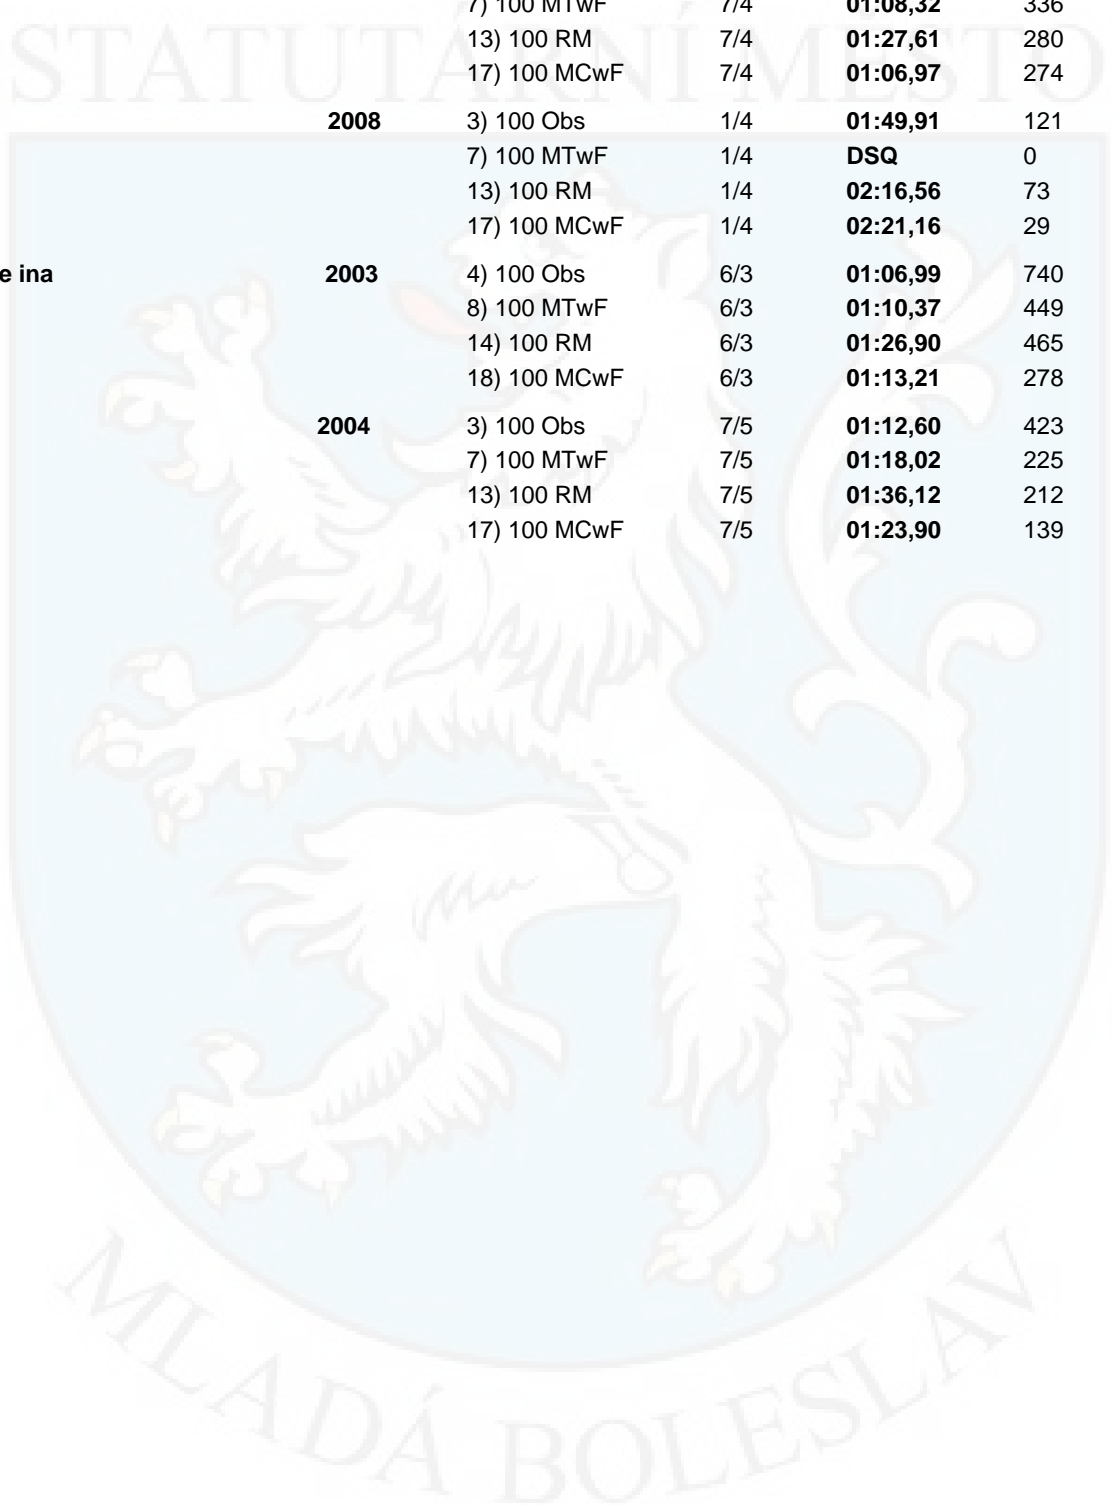 7) 100 MTwF 7/4 01:08,32 336
STATUTÁRNÍ MĚSTO
13) 100 RM 7/4 01:27,61 280
17) 100 MCwF 7/4 01:06,97 274
2008 3) 100 Obs 1/4 01:49,91 121
7) 100 MTwF 1/4 DSQ 0
13) 100 RM 1/4 02:16,56 73
17) 100 MCwF 1/4 02:21,16 29
e ina 2003 4) 100 Obs 6/3 01:06,99 740
8) 100 MTwF 6/3 01:10,37 449
14) 100 RM 6/3 01:26,90 465
18) 100 MCwF 6/3 01:13,21 278
2004 3) 100 Obs 7/5 01:12,60 423
7) 100 MTwF 7/5 01:18,02 225
13) 100 RM 7/5 01:36,12 212
17) 100 MCwF 7/5 01:23,90 139
MLADÁ BOLESLAV